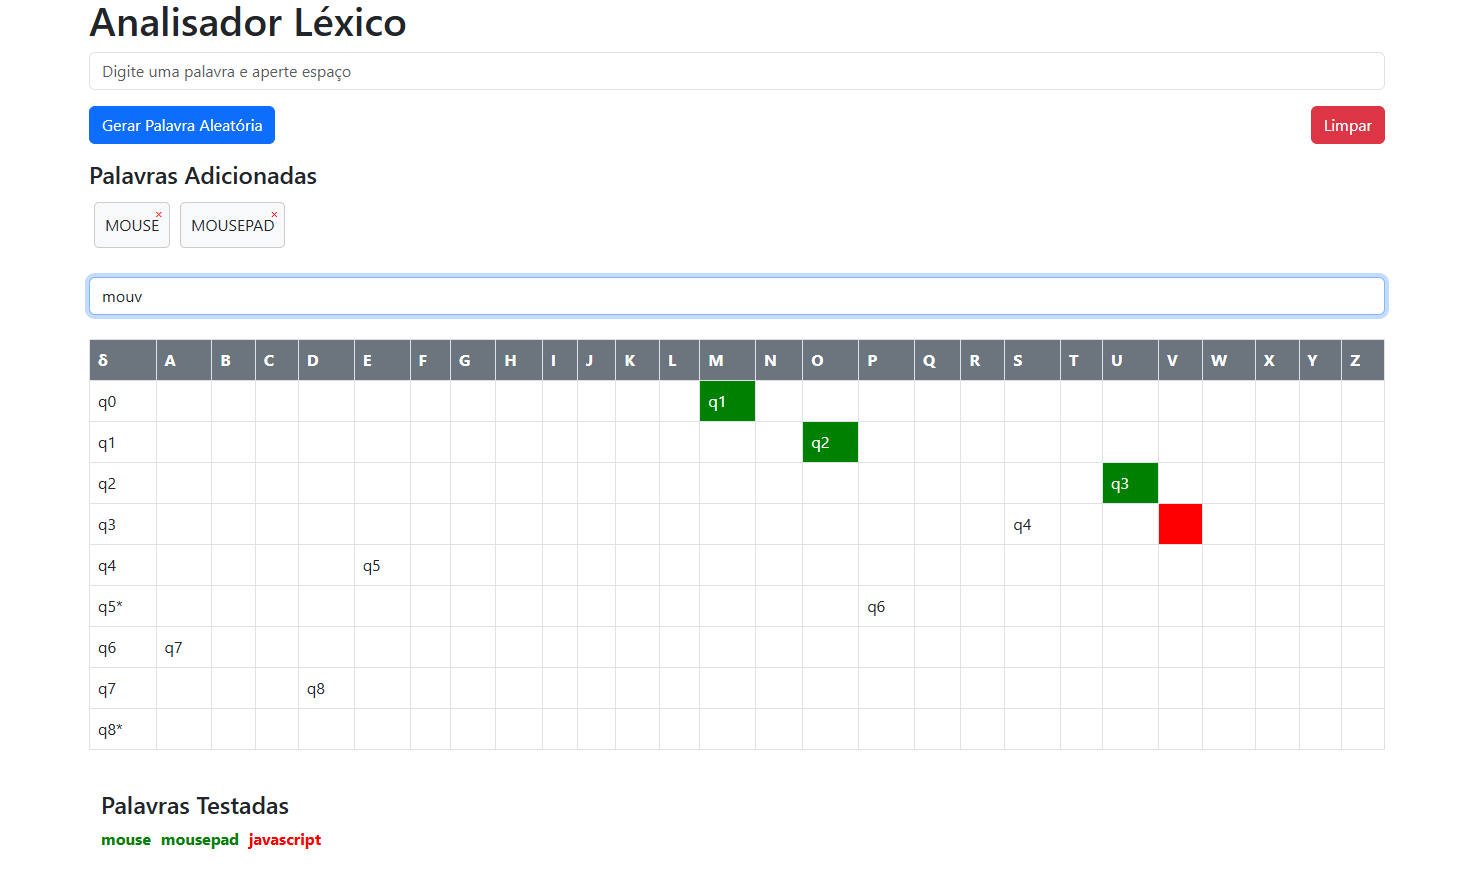 Analisador Léxico
Digite uma palavra e aperte espaço
Gerar Palavra Aleatória Limpar
Palavras Adicionadas
MOUSE × MOUSEPAD ×
mouv
δ A B C D E F G H I J K L M N O P Q R S T U V W X Y Z
q0 q1
q1 q2
q2 q3
q3 q4
q4 q5
q5* q6
q6 q7
q7 q8
q8*
Palavras Testadas
mouse mousepad javascript